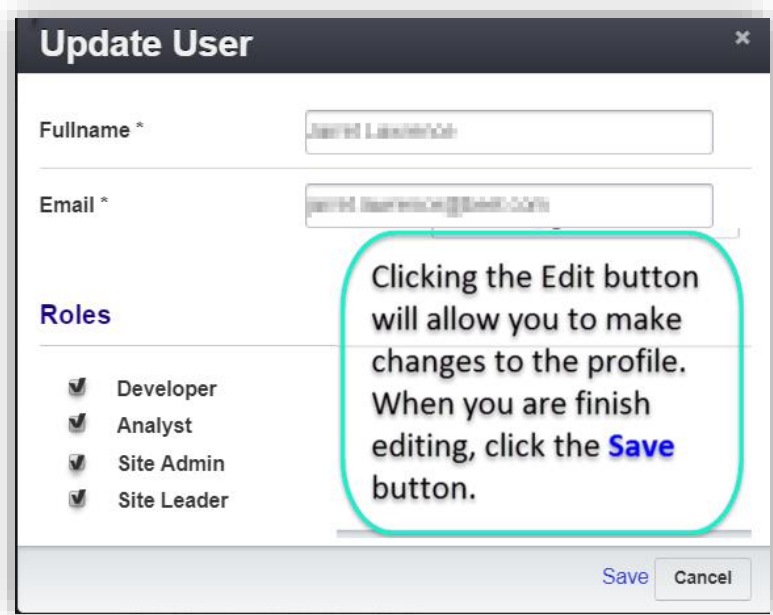 Update User
×
Fullname *
Email *
Roles
Developer
Analyst
Site Admin
Site Leader
Clicking the Edit button
will allow you to make
changes to the profile.
When you are finish
editing, click the Save
button.
Save Cancel